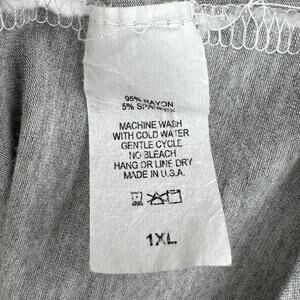 95% RAYON
5% SPANDEX
MACHINE WASH
WITH COLD WATER
GENTLE CYCLE
NO BLEACH
HANG OR LINE DRY
MADE IN U.S.A.
1XL.